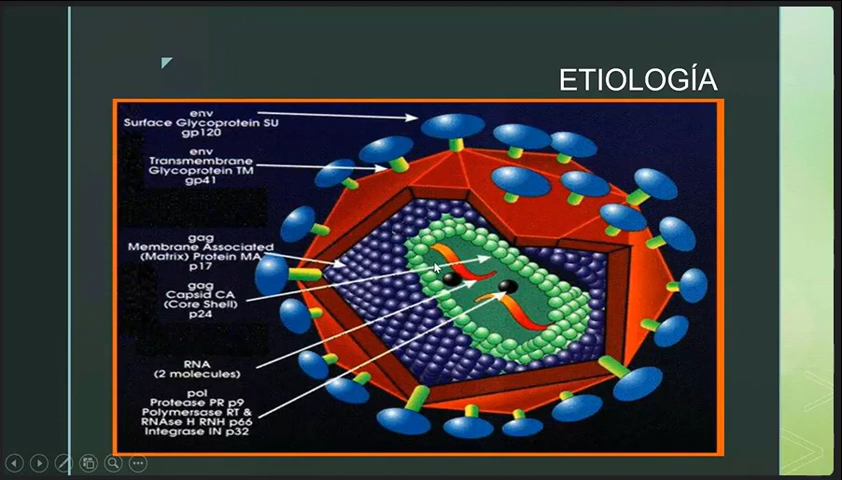 ETIOLOGÍA
env
Surface Glycoprotein SU
gp120
env
Transmembrane
Glycoprotein TM
gp41
gag
Membrane Associated
(Matrix) Protein MA
p17
gag
Capsid CA
(Core Shell)
p24
RNA
(2 molecules)
pol
Protease PR p9
Polymersase RT &
RNAse H RNH p66
Integrase IN p32